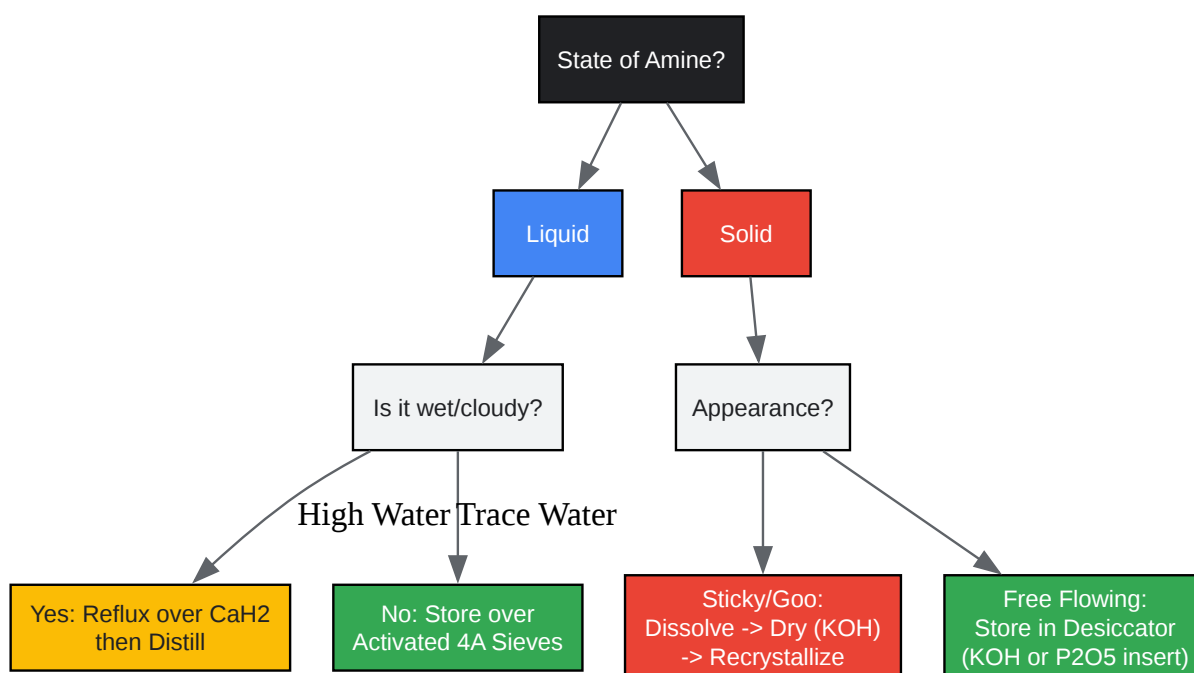 State of Amine?
Liquid
Solid
Is it wet/cloudy?
Appearance?
High Water
Trace Water
Yes: Reflux over CaH2
then Distill
No: Store over
Activated 4A Sieves
Sticky/Goo:
Dissolve -> Dry (KOH)
-> Recrystallize
Free Flowing:
Store in Desiccator
(KOH or P2O5 insert)